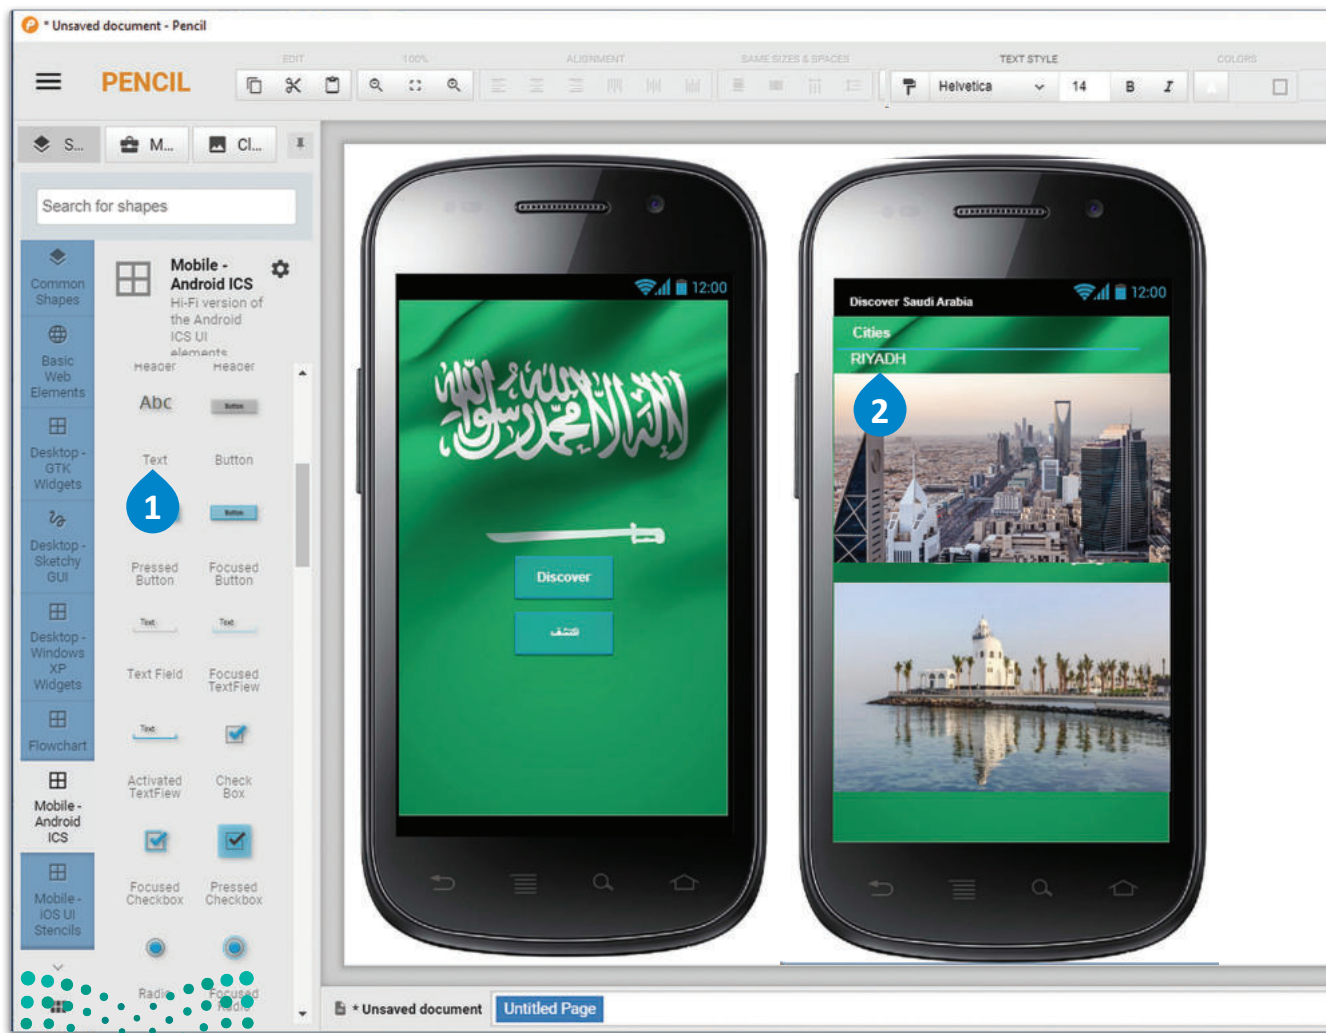 * Unsaved document - Pencil
EDIT
100%
ALIGNMENT
SAME SIZES & SPACES
TEXT STYLE
COLORS
PENCIL
Helvetica
14
B
I
S...
M...
Cl...
Search for shapes
Common
Shapes
Basic
Web
Elements
Desktop -
GTK
Widgets
Desktop -
Sketchy
GUI
Desktop -
Windows
XP
Widgets
Flowchart
Mobile -
Android
ICS
Mobile -
iOS UI
Stencils
Mobile -
Android ICS
Hi-Fi version of
the Android
ICS UI
elements
Header
Header
Abc
Button
Text
Button
1
Button
Pressed
Button
Focused
Button
Text
Text
Text Field
Focused
TextFiew
Text
Activated
TextFiew
Check
Box
Focused
Checkbox
Pressed
Checkbox
Radio
Focused
Radio
12:00
لا إله إلا الله محمد رسول الله
Discover
اكتشف
12:00
Discover Saudi Arabia
Cities
RIYADH
2
* Unsaved document
Untitled Page